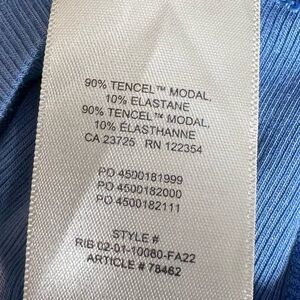 90% TENCEL™ MODAL,
10% ELASTANE
90% TENCEL™ MODAL,
10% ÉLASTHANNE
CA 23725 RN 122354
PO 4500181999
PO 4500182000
PO 4500182111
STYLE #
RIB 02-01-10080-FA22
ARTICLE # 78462